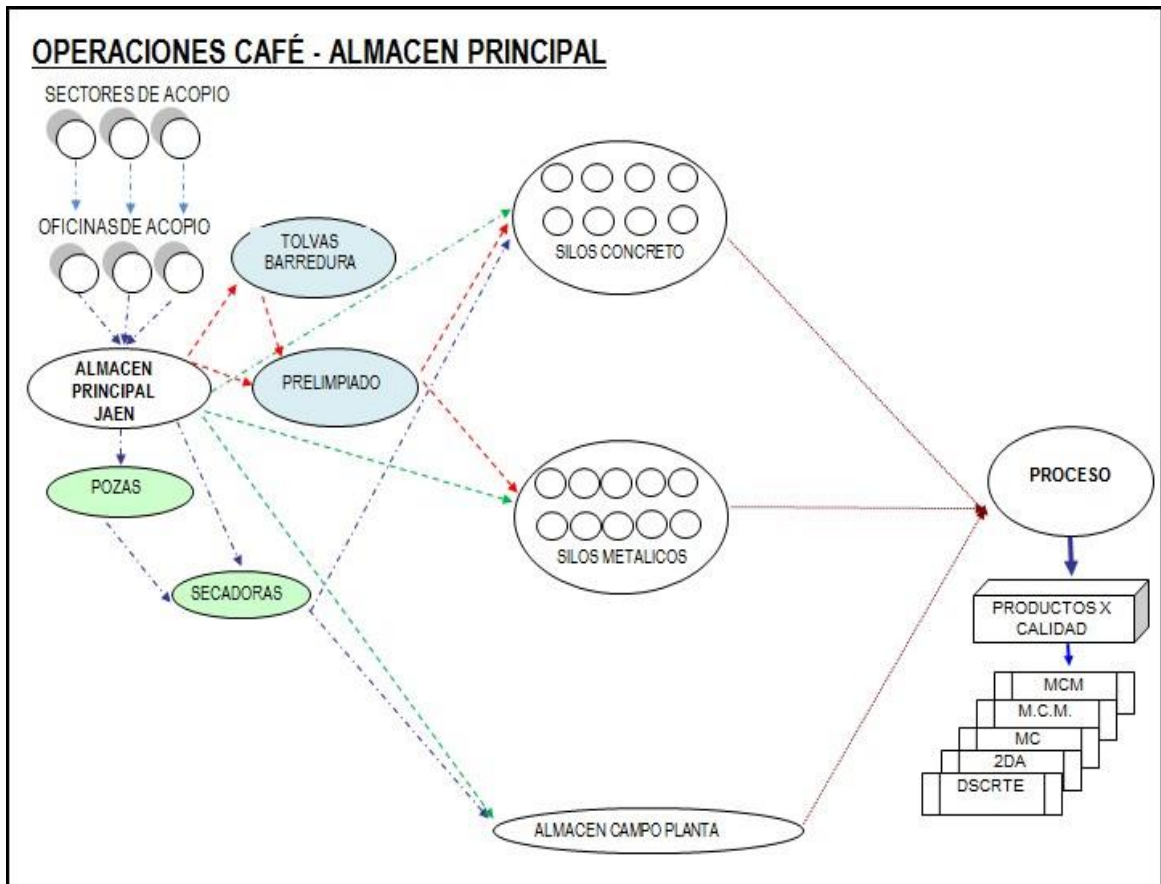 OPERACIONES CAFÉ - ALMACEN PRINCIPAL
SECTORES DE ACOPIO
OFICINAS DE ACOPIO
TOLVAS
BARREDURA
SILOS CONCRETO
ALMACEN
PRINCIPAL
JAEN
PRELIMPIADO
POZAS
SECADORAS
SILOS METALICOS
ALMACEN CAMPO PLANTA
PROCESO
PRODUCTOS X
CALIDAD
MCM
M.C.M.
MC
2DA
DSCRTE